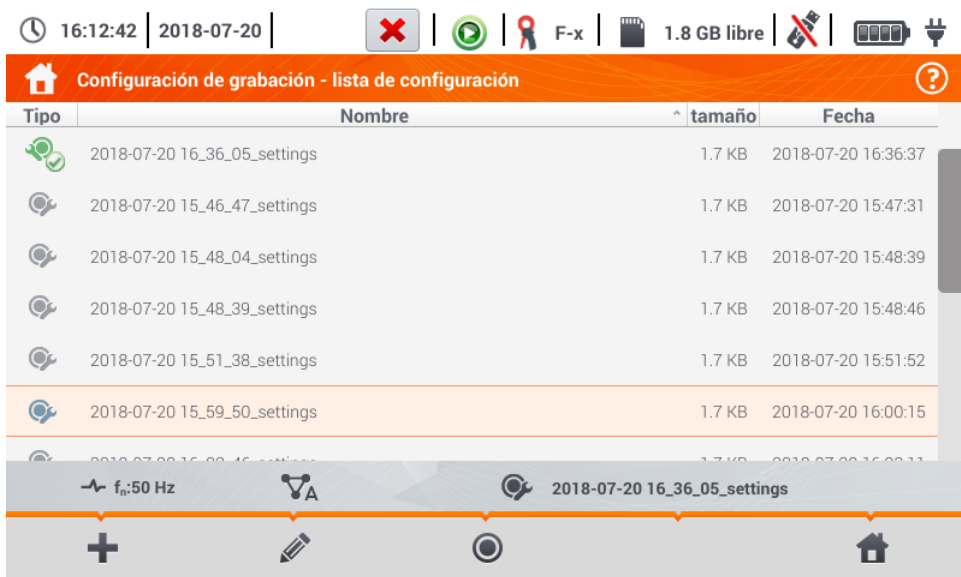 16:12:42 2018-07-20 F-x 1.8 GB libre
Configuración de grabación - lista de configuración
Tipo Nombre tamaño Fecha
2018-07-20 16_36_05_settings 1.7 KB 2018-07-20 16:36:37
2018-07-20 15_46_47_settings 1.7 KB 2018-07-20 15:47:31
2018-07-20 15_48_04_settings 1.7 KB 2018-07-20 15:48:39
2018-07-20 15_48_39_settings 1.7 KB 2018-07-20 15:48:46
2018-07-20 15_51_38_settings 1.7 KB 2018-07-20 15:51:52
2018-07-20 15_59_50_settings 1.7 KB 2018-07-20 16:00:15
fn:50 Hz A 2018-07-20 16_36_05_settings